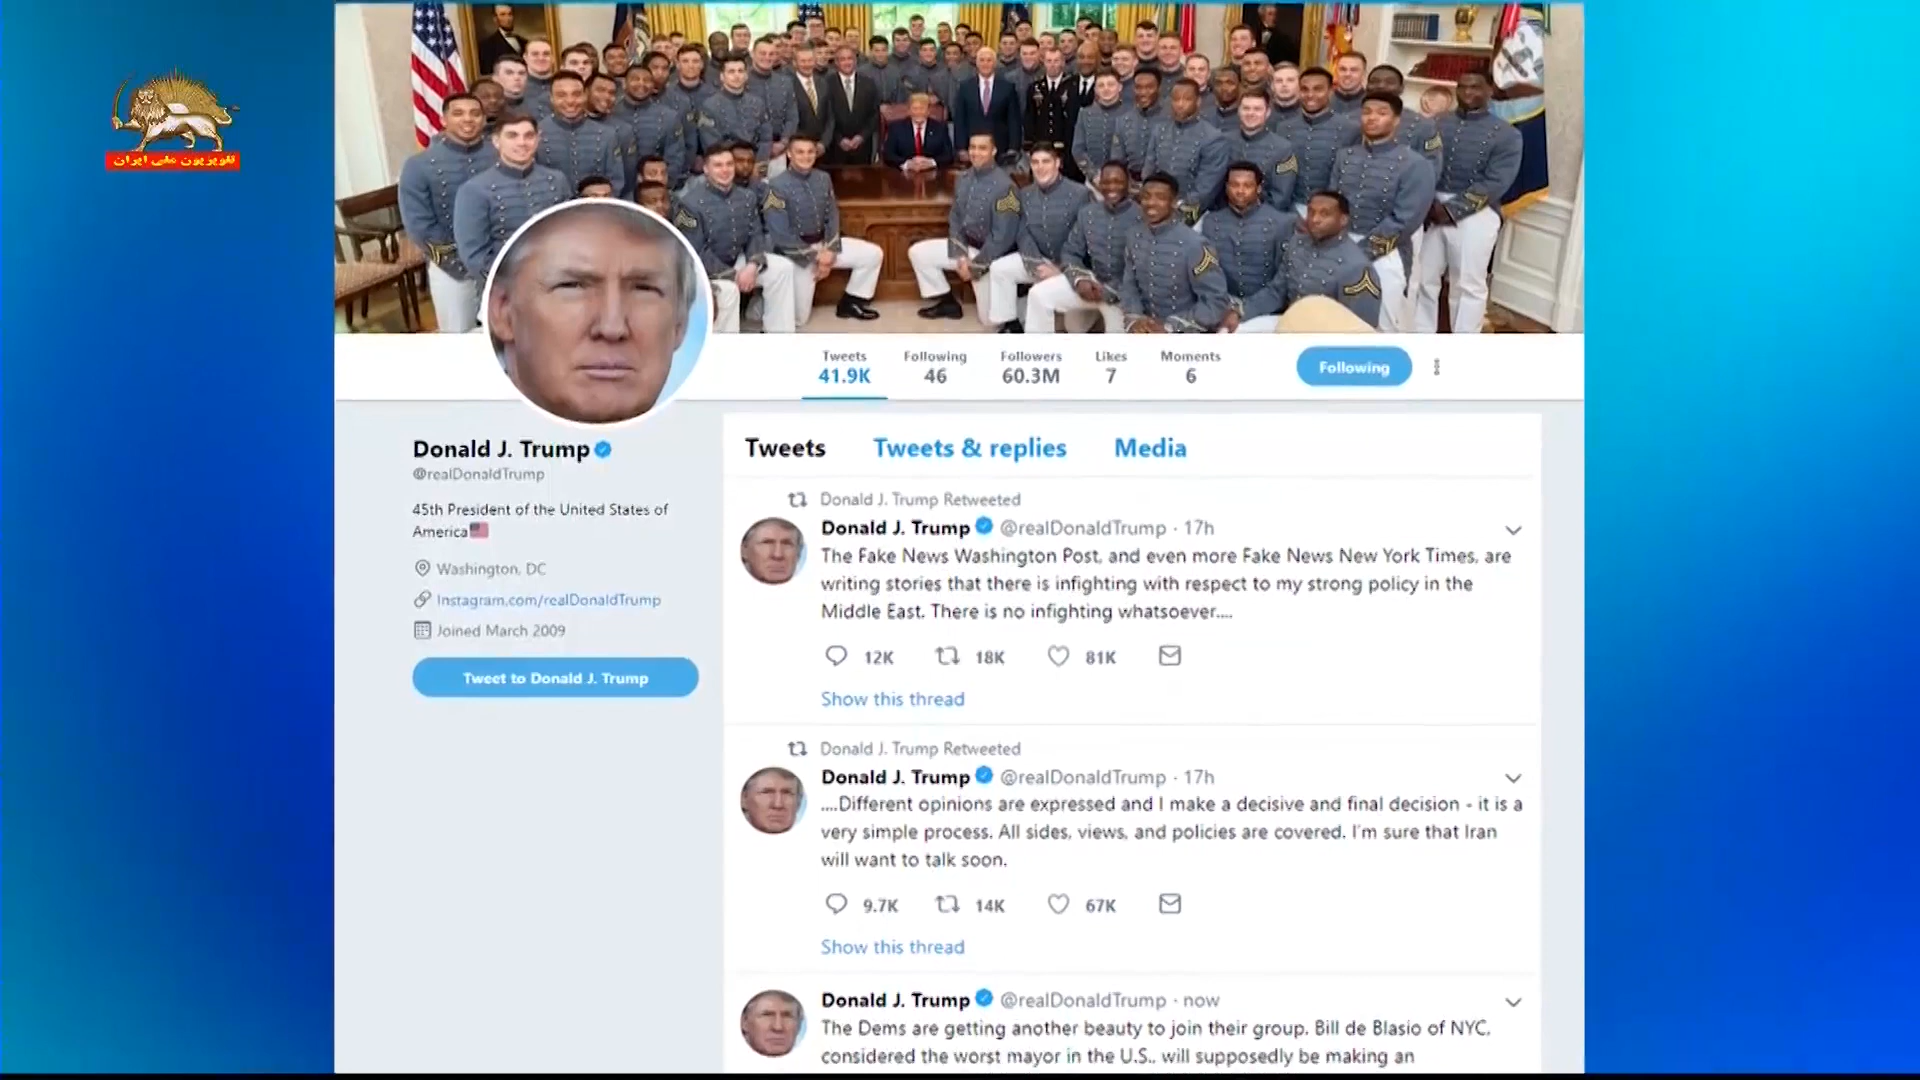 تلویزیون ملی ایران
Tweets Following Followers Likes Moments
41.9K 46 60.3M 7 6
Following
Donald J. Trump
@realDonaldTrump
45th President of the United States of
America
Washington, DC
Instagram.com/realDonaldTrump
Joined March 2009
Tweet to Donald J. Trump
Tweets Tweets & replies Media
Donald J. Trump Retweeted
Donald J. Trump @realDonaldTrump · 17h
The Fake News Washington Post, and even more Fake News New York Times, are
writing stories that there is infighting with respect to my strong policy in the
Middle East. There is no infighting whatsoever....
12K 18K 81K
Show this thread
Donald J. Trump Retweeted
Donald J. Trump @realDonaldTrump · 17h
....Different opinions are expressed and I make a decisive and final decision - it is a
very simple process. All sides, views, and policies are covered. I'm sure that Iran
will want to talk soon.
9.7K 14K 67K
Show this thread
Donald J. Trump @realDonaldTrump · now
The Dems are getting another beauty to join their group. Bill de Blasio of NYC,
considered the worst mayor in the U.S., will supposedly be making an